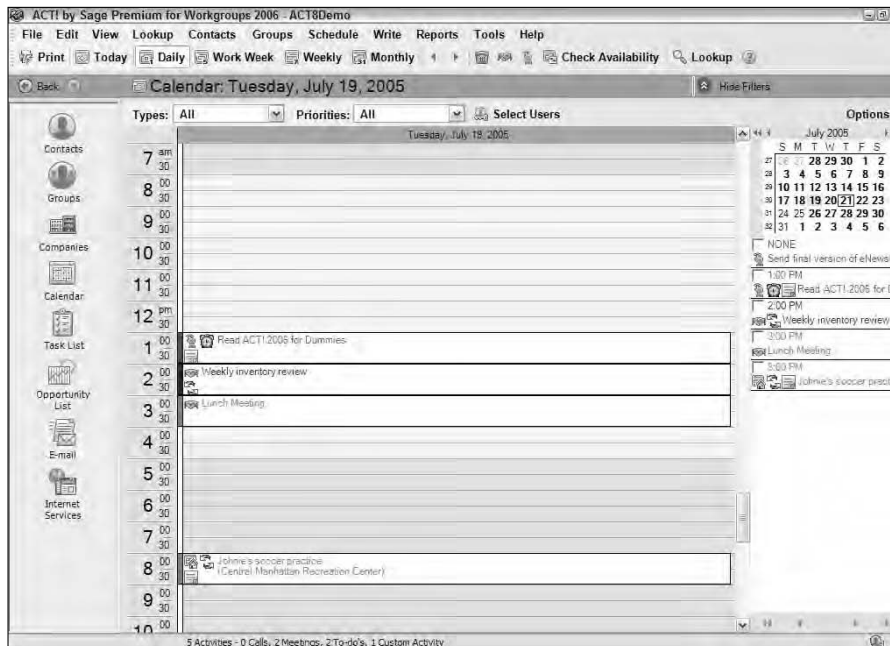 ACT! by Sage Premium for Workgroups 2006 - ACT8Demo
File Edit View Lookup Contacts Groups Schedule Write Reports Tools Help
Print Today Daily Work Week Weekly Monthly Check Availability Lookup
Back Calendar: Tuesday, July 19, 2005 Hide Filters
Types: All Priorities: All Select Users Options
Tuesday, July 19, 2005
Contacts
Groups
Companies
Calendar
Task List
Opportunity
List
E-mail
Internet
Services
7 am
30
8 00
30
9 00
30
10 00
30
11 00
30
12 pm
30
1 00 Read ACT! 2006 for Dummies
30
2 00 Weekly inventory review
30
3 00 Lunch Meeting
30
4 00
30
5 00
30
6 00
30
7 00
30
8 00 Johnie's soccer practice
30 (Central Manhattan Recreation Center)
9 00
30
10 00
July 2005
S M T W T F S
27 26 27 28 29 30 1 2
28 3 4 5 6 7 8 9
29 10 11 12 13 14 15 16
30 17 18 19 20 21 22 23
31 24 25 26 27 28 29 30
32 31 1 2 3 4 5 6
NONE
Send final version of eNews
1:00 PM
Read ACT! 2006 for D
2:00 PM
Weekly inventory review
3:00 PM
Lunch Meeting
8:00 PM
Johnie's soccer pract
5 Activities - 0 Calls, 2 Meetings, 2 To-do's, 1 Custom Activity